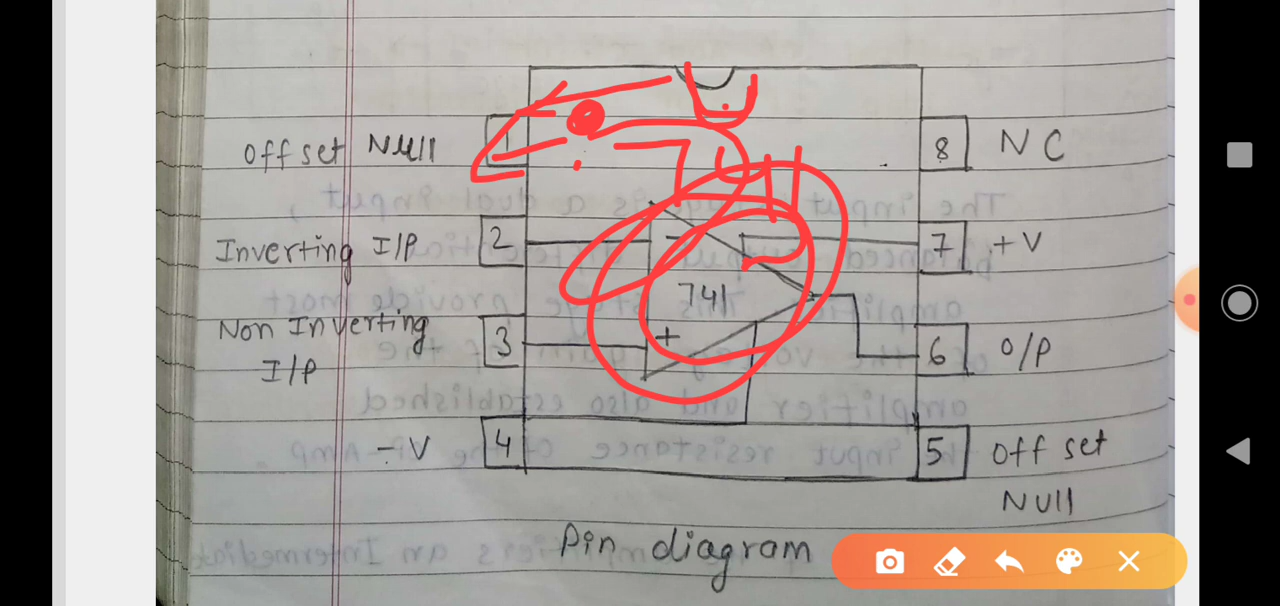 1
Off set Null
8 NC
2
Inverting I/P
7 +V
-
741
3
Non Inverting
I/P
+
6 O/P
-V 4
5 Off set
Null
Pin diagram